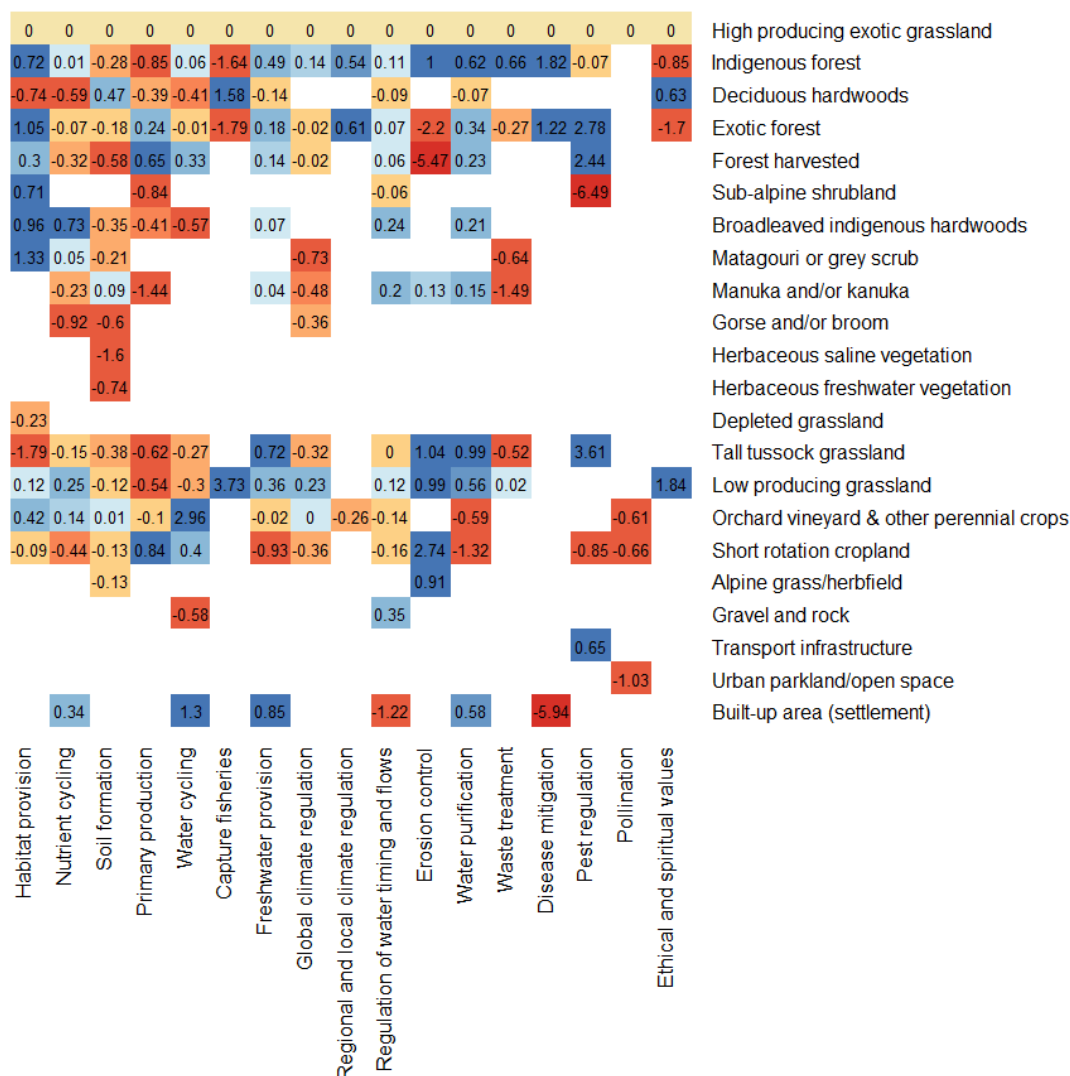 0 0 0 0 0 0 0 0 0 0 0 0 0 0 0 0 0 High producing exotic grassland
0.72 0.01 -0.28 -0.85 0.06 -1.64 0.49 0.14 0.54 0.11 1 0.62 0.66 1.82 -0.07 -0.85 Indigenous forest
-0.74 -0.59 0.47 -0.39 -0.41 1.58 -0.14 -0.09 -0.07 0.63 Deciduous hardwoods
1.05 -0.07 -0.18 0.24 -0.01 -1.79 0.18 -0.02 0.61 0.07 -2.2 0.34 -0.27 1.22 2.78 -1.7 Exotic forest
0.3 -0.32 -0.58 0.65 0.33 0.14 -0.02 0.06 -5.47 0.23 2.44 Forest harvested
0.71 -0.84 -0.06 -6.49 Sub-alpine shrubland
0.96 0.73 -0.35 -0.41 -0.57 0.07 0.24 0.21 Broadleaved indigenous hardwoods
1.33 0.05 -0.21 -0.73 -0.64 Matagouri or grey scrub
-0.23 0.09 -1.44 0.04 -0.48 0.2 0.13 0.15 -1.49 Manuka and/or kanuka
-0.92 -0.6 -0.36 Gorse and/or broom
-1.6 Herbaceous saline vegetation
-0.74 Herbaceous freshwater vegetation
-0.23 Depleted grassland
-1.79 -0.15 -0.38 -0.62 -0.27 0.72 -0.32 0 1.04 0.99 -0.52 3.61 Tall tussock grassland
0.12 0.25 -0.12 -0.54 -0.3 3.73 0.36 0.23 0.12 0.99 0.56 0.02 1.84 Low producing grassland
0.42 0.14 0.01 -0.1 2.96 -0.02 0 -0.26 -0.14 -0.59 -0.61 Orchard vineyard & other perennial crops
-0.09 -0.44 -0.13 0.84 0.4 -0.93 -0.36 -0.16 2.74 -1.32 -0.85 -0.66 Short rotation cropland
-0.13 0.91 Alpine grass/herbfield
-0.58 0.35 Gravel and rock
0.65 Transport infrastructure
-1.03 Urban parkland/open space
0.34 1.3 0.85 -1.22 0.58 -5.94 Built-up area (settlement)
Habitat provision
Nutrient cycling
Soil formation
Primary production
Water cycling
Capture fisheries
Freshwater provision
Global climate regulation
Regional and local climate regulation
Regulation of water timing and flows
Erosion control
Water purification
Waste treatment
Disease mitigation
Pest regulation
Pollination
Ethical and spiritual values